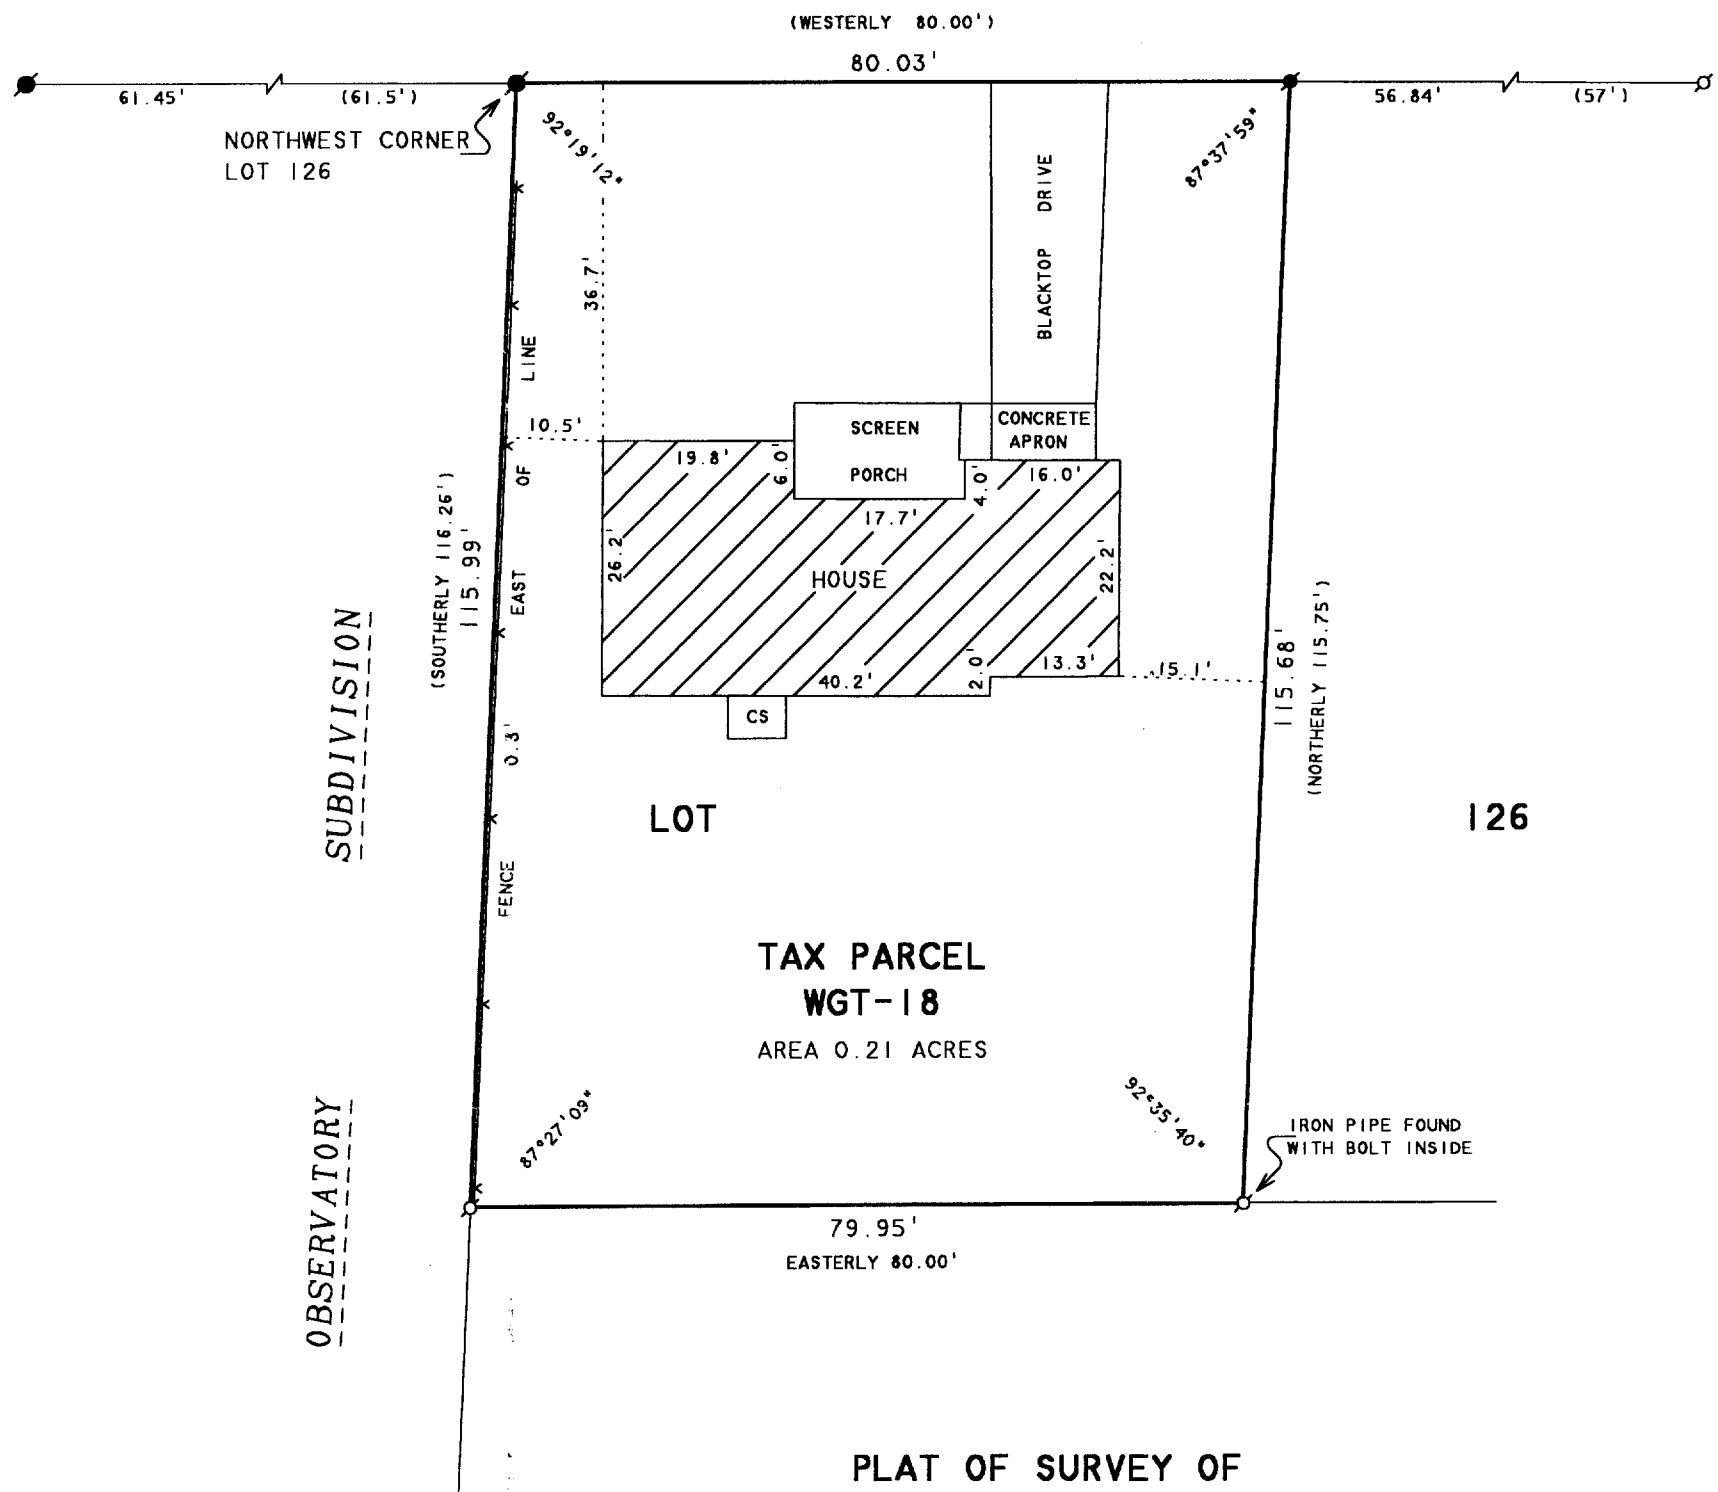 (WESTERLY 80.00')
80.03'
61.45'
(61.5')
56.84'
(57')
NORTHWEST CORNER
LOT 126
92°19'12"
87°37'59"
BLACKTOP DRIVE
36.7'
FENCE 0.3' EAST OF LINE
10.5'
SCREEN
PORCH
CONCRETE
APRON
19.8'
6.0'
4.0'
16.0'
17.7'
(SOUTHERLY 116.26')
115.99'
26.2'
HOUSE
22.2'
40.2'
2.0'
13.3'
15.1'
115.68'
(NORTHERLY 115.75')
CS
OBSERVATORY SUBDIVISION
LOT 126
TAX PARCEL
WGT-18
AREA 0.21 ACRES
87°27'09"
92°35'40"
IRON PIPE FOUND
WITH BOLT INSIDE
79.95'
EASTERLY 80.00'
PLAT OF SURVEY OF